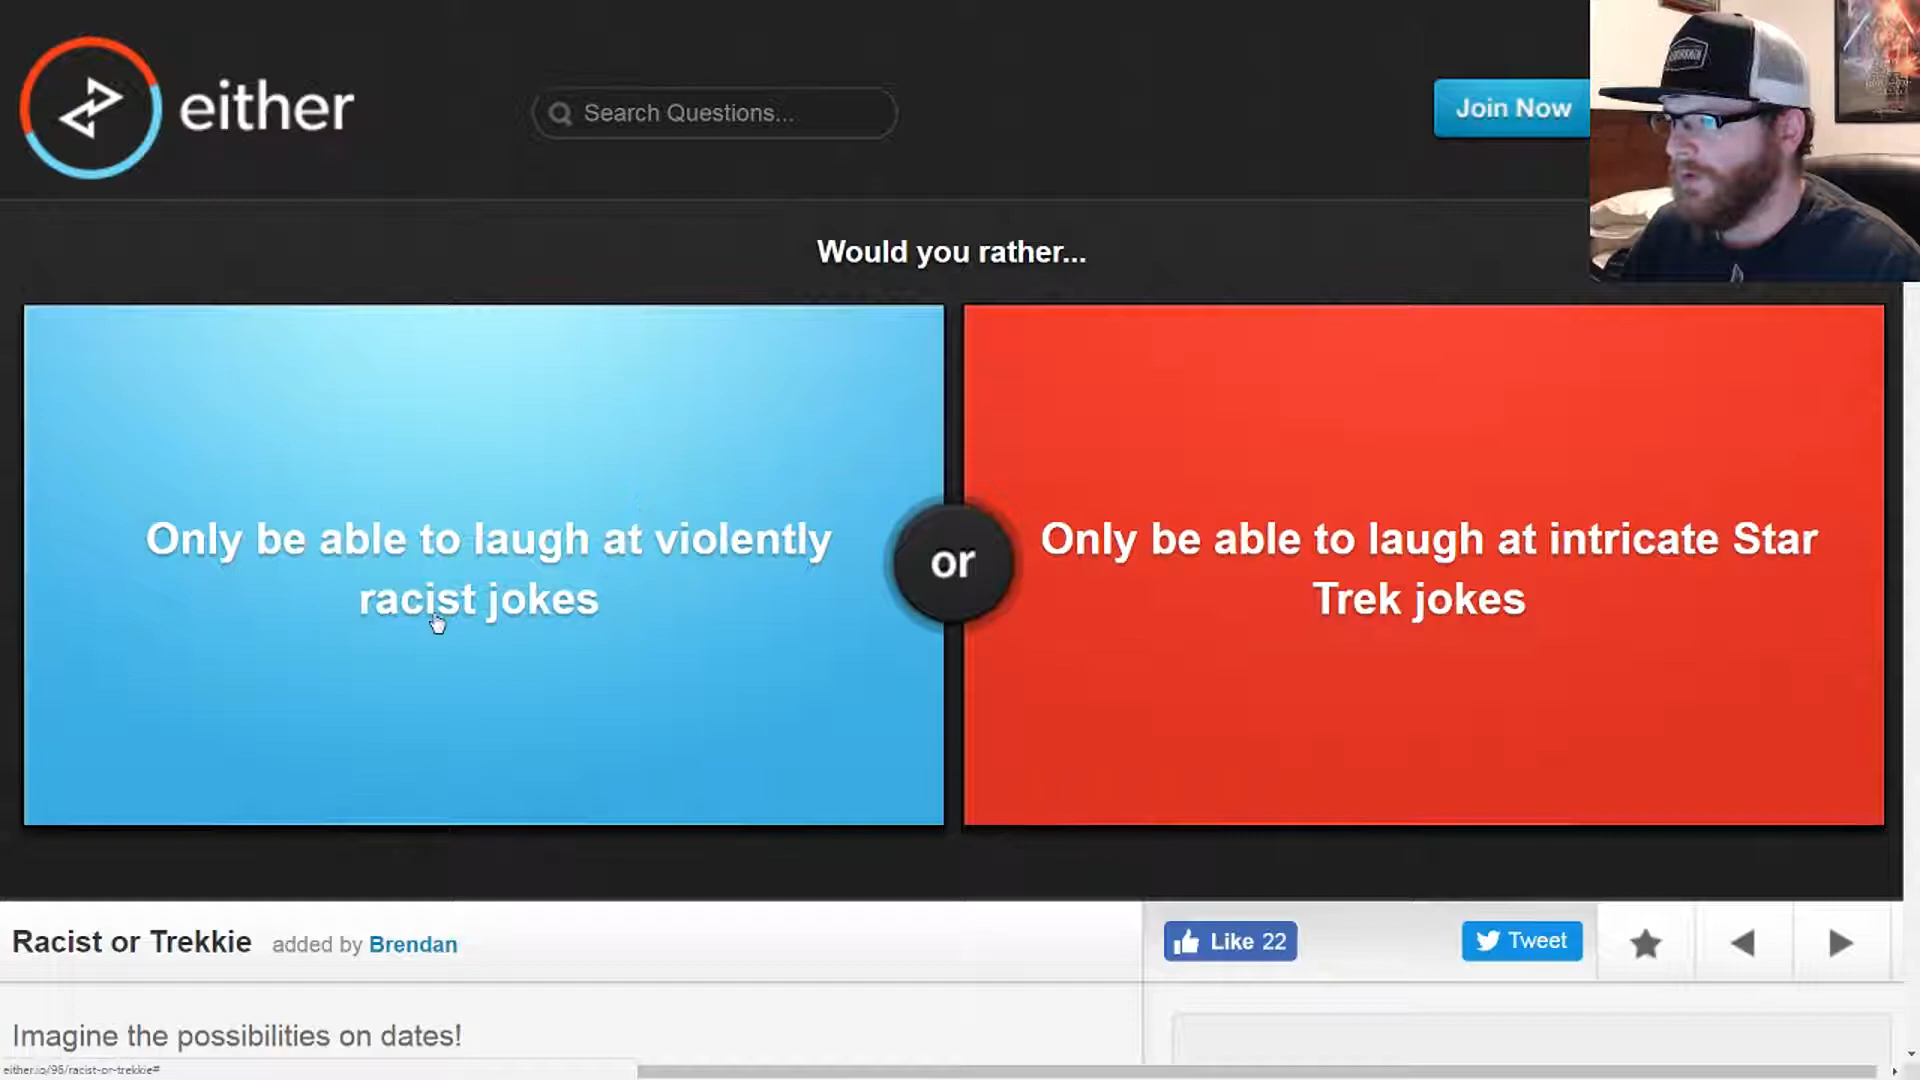 either
Search Questions...
Join Now
Would you rather...
Only be able to laugh at violently
racist jokes
or
Only be able to laugh at intricate Star
Trek jokes
Racist or Trekkie added by Brendan
Like 22
Tweet
Imagine the possibilities on dates!
either.io/96/racist-or-trekkie#